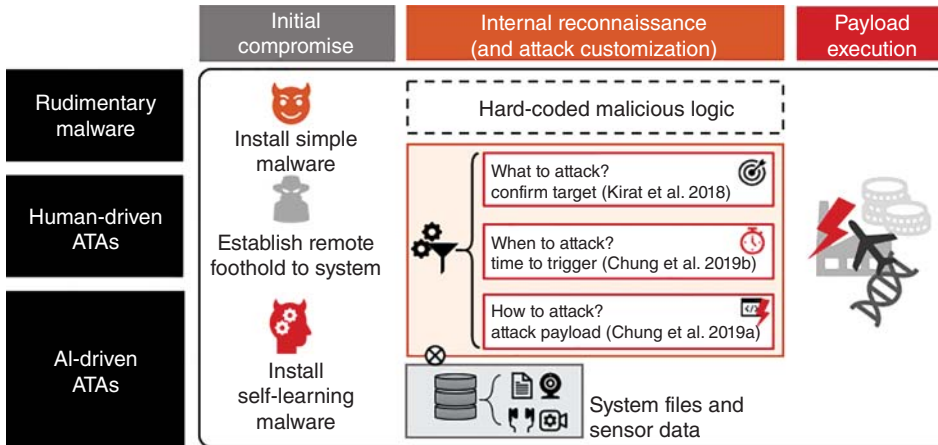 Initial
compromise
Internal reconnaissance
(and attack customization)
Payload
execution
Rudimentary
malware
Install simple
malware
Hard-coded malicious logic
Human-driven
ATAs
Establish remote
foothold to system
What to attack?
confirm target (Kirat et al. 2018)
When to attack?
time to trigger (Chung et al. 2019b)
How to attack?
attack payload (Chung et al. 2019a)
</>
AI-driven
ATAs
Install
self-learning
malware
System files and
sensor data